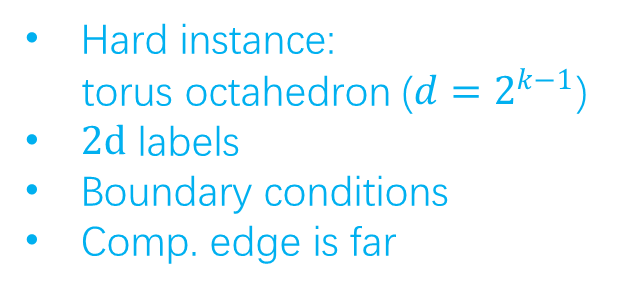 • Hard instance:
torus octahedron (d = 2^{k−1})
• 2d labels
• Boundary conditions
• Comp. edge is far